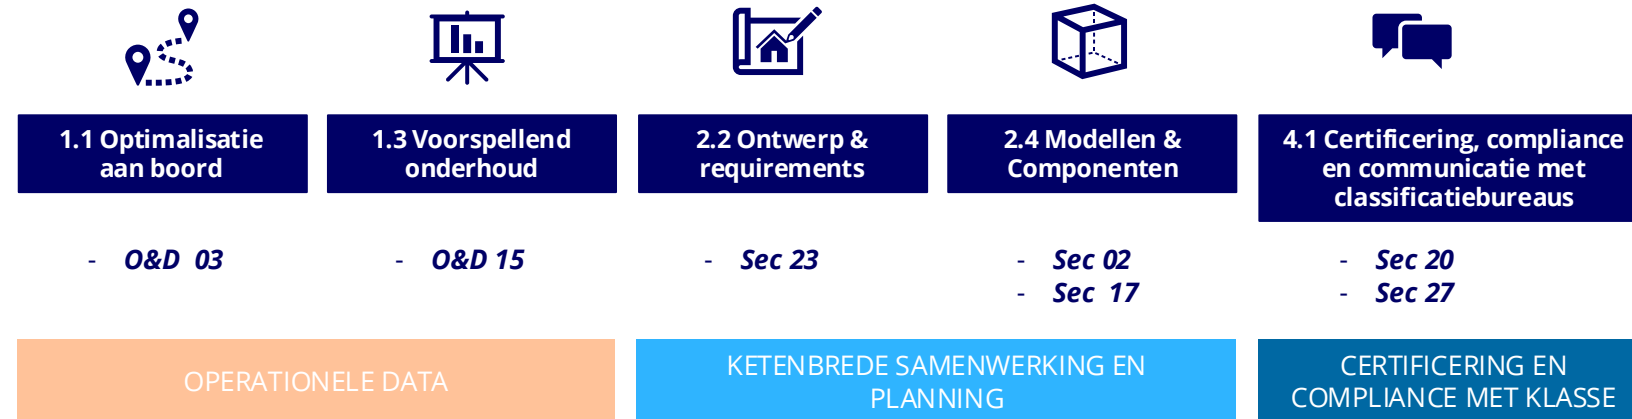 1.1 Optimalisatie
aan boord
1.3 Voorspellend
onderhoud
2.2 Ontwerp &
requirements
2.4 Modellen &
Componenten
4.1 Certificering, compliance
en communicatie met
classificatiebureaus
- O&D 03
- O&D 15
- Sec 23
- Sec 02
- Sec 17
- Sec 20
- Sec 27
OPERATIONELE DATA
KETENBREDE SAMENWERKING EN
PLANNING
CERTIFICERING EN
COMPLIANCE MET KLASSE